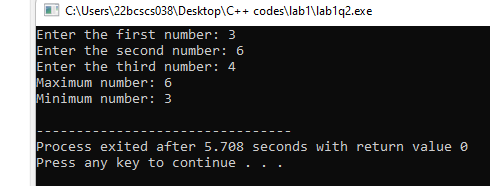 C:\Users\22bcscs038\Desktop\C++ codes\lab1\lab1q2.exe
Enter the first number: 3
Enter the second number: 6
Enter the third number: 4
Maximum number: 6
Minimum number: 3
--------------------------------
Process exited after 5.708 seconds with return value 0
Press any key to continue . . .